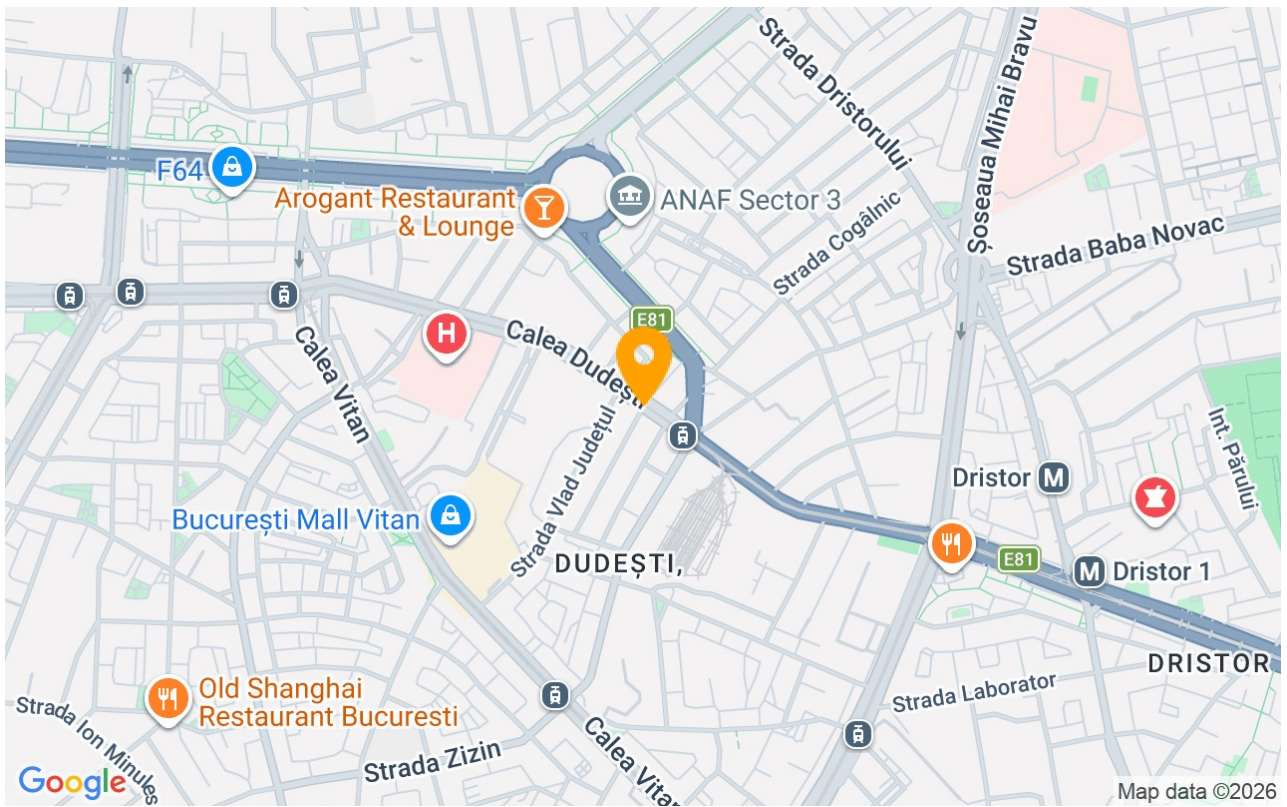 Strada Dristorului
Șoseaua Mihai Bravu
F64
Arogant Restaurant
& Lounge
ANAF Sector 3
Strada Cogâlnic
Strada Baba Novac
E81
Calea Dudești
Calea Vitan
H
Strada Vlad Județul
Int. Părului
Dristor
M
București Mall Vitan
DUDEȘTI,
E81
M
Dristor 1
DRISTOR
Old Shanghai
Restaurant Bucuresti
Strada Laborator
Strada Ion Minules
Strada Zizin
Calea Vitan
Google
Map data ©2026